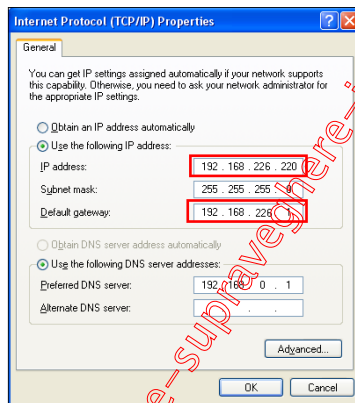 Internet Protocol (TCP/IP) Properties
General
You can get IP settings assigned automatically if your network supports
this capability. Otherwise, you need to ask your network administrator for
the appropriate IP settings.
Obtain an IP address automatically
Use the following IP address:
IP address: 192 . 168 . 226 . 220
Subnet mask: 255 . 255 . 255 . 0
Default gateway: 192 . 168 . 226 . 1
Obtain DNS server address automatically
Use the following DNS server addresses:
Preferred DNS server: 192 . 168 . 0 . 1
Alternate DNS server: . . .
Advanced...
OK Cancel
e-supraveghere-